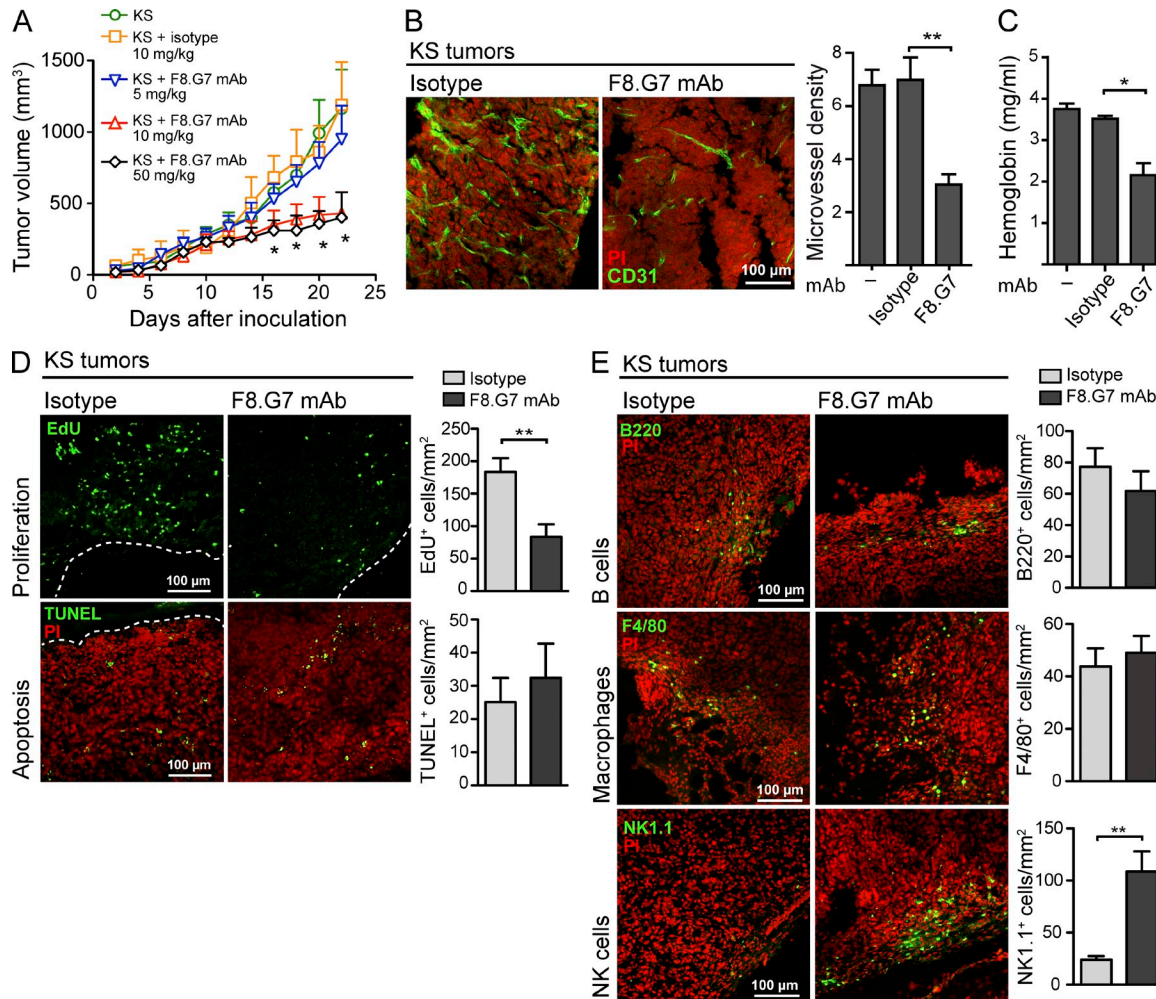 A
KS
KS + isotype
10 mg/kg
KS + F8.G7 mAb
5 mg/kg
KS + F8.G7 mAb
10 mg/kg
KS + F8.G7 mAb
50 mg/kg
Tumor volume (mm³)
1500
1000
500
0
0
5
10
15
20
25
* * * *
Days after inoculation
B
KS tumors
Isotype
F8.G7 mAb
PI
CD31
100 µm
Microvessel density
8
6
4
2
**
mAb
–
Isotype
F8.G7
C
Hemoglobin (mg/ml)
5
4
3
2
1
0
*
mAb
–
Isotype
F8.G7
D
KS tumors
Isotype
F8.G7 mAb
Proliferation
EdU
100 µm
100 µm
Isotype
F8.G7 mAb
EdU⁺ cells/mm²
200
250
150
100
50
0
**
Apoptosis
TUNEL
PI
100 µm
TUNEL⁺ cells/mm²
50
40
30
20
10
0
E
KS tumors
Isotype
F8.G7 mAb
B cells
B220
PI
100 µm
Isotype
F8.G7 mAb
B220⁺ cells/mm²
100
80
60
40
20
0
Macrophages
F4/80
PI
100 µm
F4/80⁺ cells/mm²
60
40
20
0
NK cells
NK1.1
PI
100 µm
NK1.1⁺ cells/mm²
150
100
50
0
**